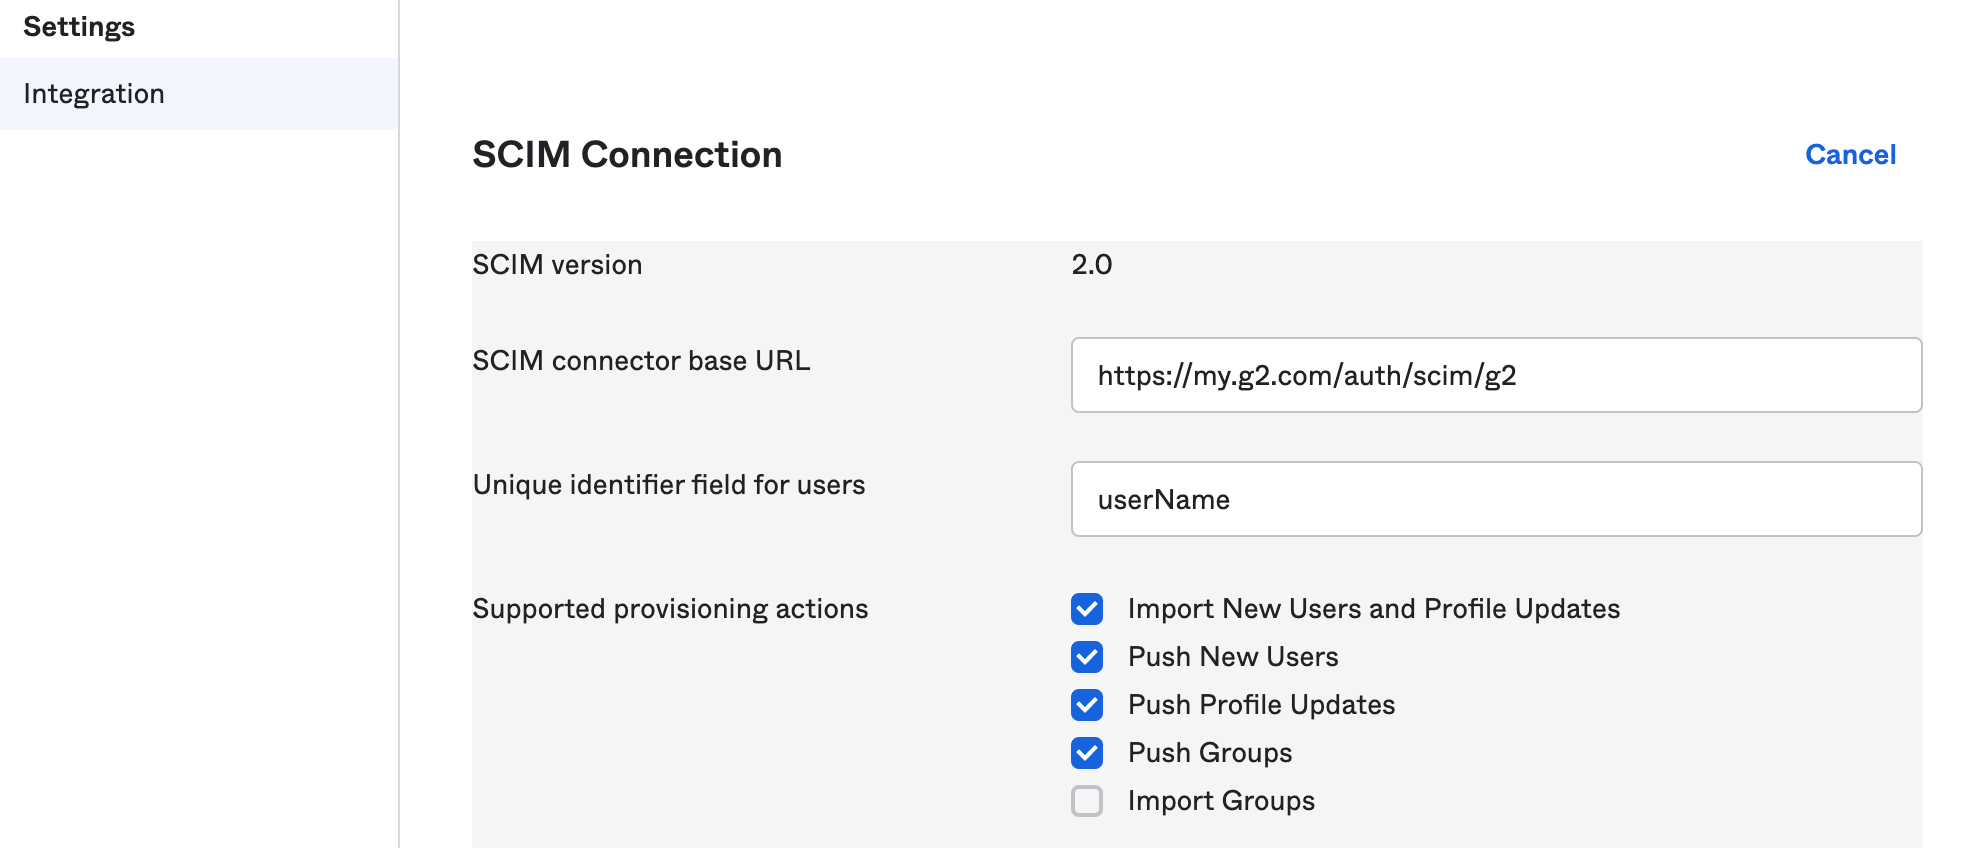 Settings
Integration
SCIM Connection
Cancel
SCIM version
2.0
SCIM connector base URL
https://my.g2.com/auth/scim/g2
Unique identifier field for users
userName
Supported provisioning actions
Import New Users and Profile Updates
Push New Users
Push Profile Updates
Push Groups
Import Groups